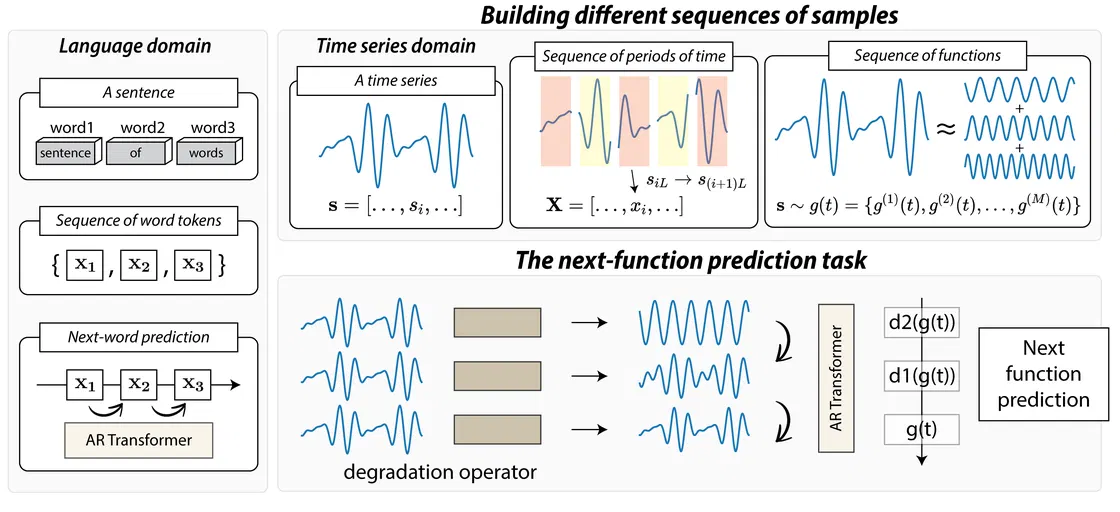 Building different sequences of samples
Language domain
A sentence
word1 word2 word3
sentence of words
Sequence of word tokens
{ x₁ , x₂ , x₃ }
Next-word prediction
x₁ x₂ x₃
AR Transformer
Time series domain
A time series
s = [. . . , sᵢ, . . .]
Sequence of periods of time
s_{iL} → s_{(i+1)L}
X = [. . . , xᵢ, . . .]
Sequence of functions
≈
+
+
s ∼ g(t) = {g⁽¹⁾(t), g⁽²⁾(t), . . . , g⁽ᴹ⁾(t)}
The next-function prediction task
degradation operator
AR Transformer
d2(g(t))
d1(g(t))
g(t)
Next
function
prediction